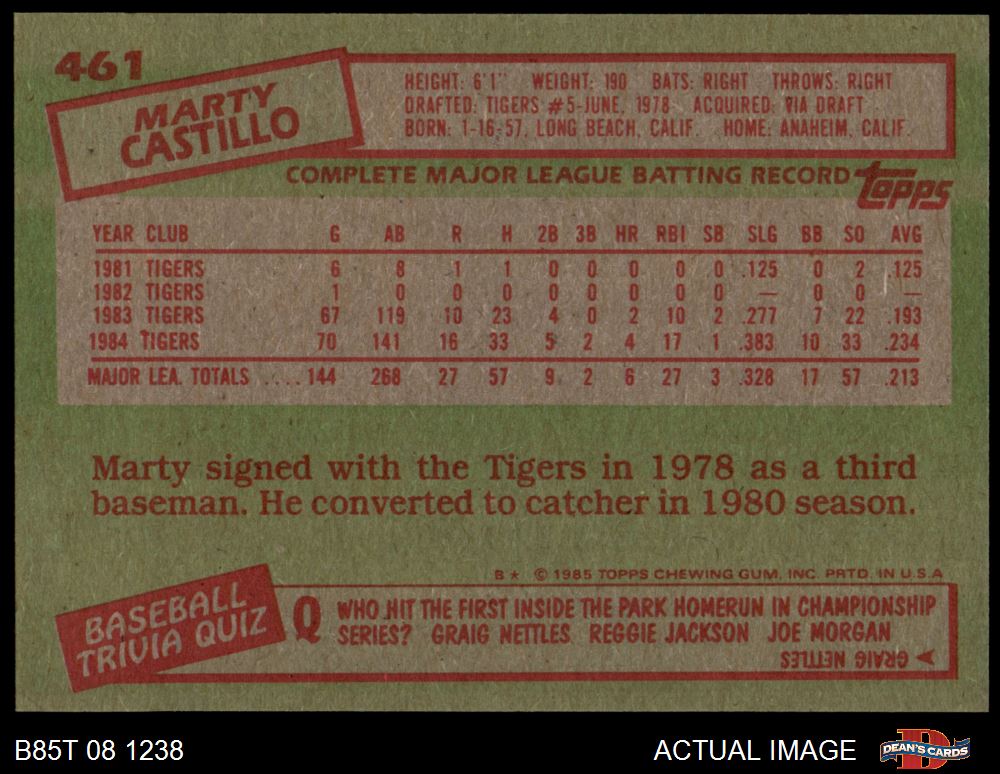 461
MARTY
CASTILLO
HEIGHT: 6'1" WEIGHT: 190 BATS: RIGHT THROWS: RIGHT
DRAFTED: TIGERS #5-JUNE, 1978 ACQUIRED: VIA DRAFT
BORN: 1-16-57, LONG BEACH, CALIF. HOME: ANAHEIM, CALIF.
COMPLETE MAJOR LEAGUE BATTING RECORD topps
YEAR CLUB G AB R H 2B 3B HR RBI SB SLG BB SO AVG
1981 TIGERS 6 8 1 1 0 0 0 0 0 .125 0 2 .125
1982 TIGERS 1 0 0 0 0 0 0 0 0 — 0 0 —
1983 TIGERS 67 119 10 23 4 0 2 10 2 .277 7 22 .193
1984 TIGERS 70 141 16 33 5 2 4 17 1 .383 10 33 .234
MAJOR LEA. TOTALS ....144 268 27 57 9 2 6 27 3 .328 17 57 .213
Marty signed with the Tigers in 1978 as a third
baseman. He converted to catcher in 1980 season.
B* © 1985 TOPPS CHEWING GUM, INC. PRTD. IN U.S.A
BASEBALL
TRIVIA QUIZ
Q WHO HIT THE FIRST INSIDE THE PARK HOMERUN IN CHAMPIONSHIP
SERIES? GRAIG NETTLES REGGIE JACKSON JOE MORGAN
GRAIG NETTLES
B85T 08 1238
ACTUAL IMAGE
DEAN'S CARDS